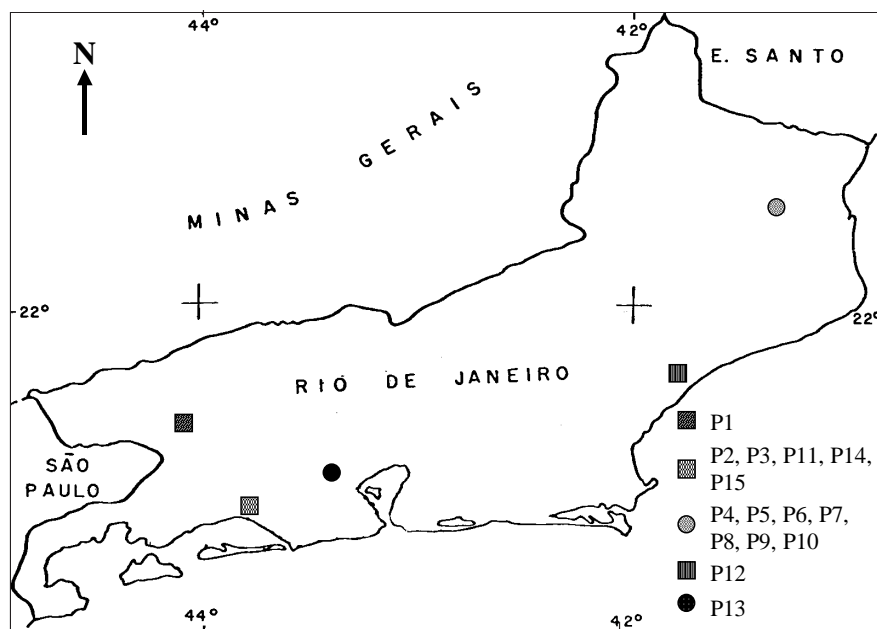 44°
42°
N
E. SANTO
MINAS GERAIS
22°
22°
RIO DE JANEIRO
P1
SÃO
PAULO
P2, P3, P11, P14,
P15
P4, P5, P6, P7,
P8, P9, P10
P12
P13
44°
42°